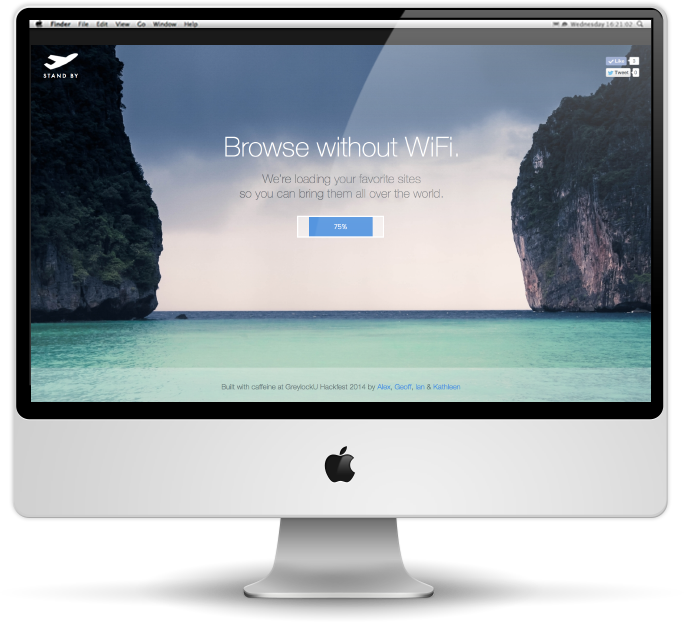 Finder File Edit View Go Window Help
Wednesday 16:21:02
STAND BY
Like 0
Tweet 0
Browse without WiFi.
We're loading your favorite sites
so you can bring them all over the world.
75%
Built with caffeine at GreylockU Hackfest 2014 by Alex, Geoff, Ian & Kathleen